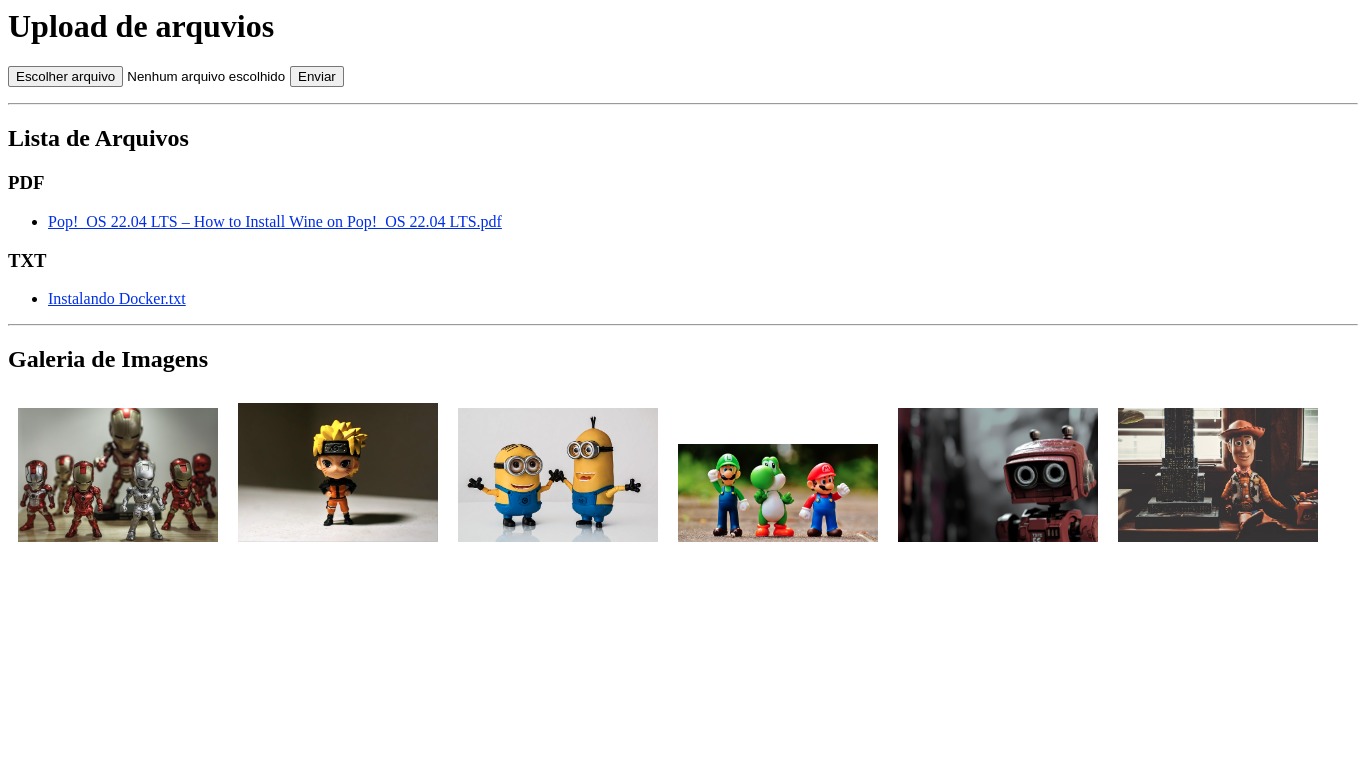 Upload de arquvios
Escolher arquivo Nenhum arquivo escolhido Enviar
Lista de Arquivos
PDF
Pop!_OS 22.04 LTS – How to Install Wine on Pop!_OS 22.04 LTS.pdf
TXT
Instalando Docker.txt
Galeria de Imagens